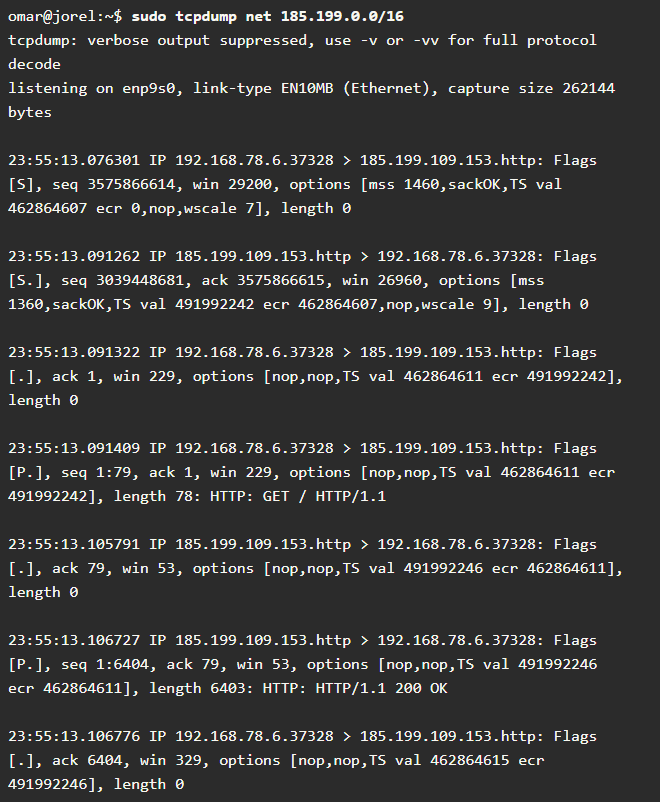 omar@jorel:~$ sudo tcpdump net 185.199.0.0/16
tcpdump: verbose output suppressed, use -v or -vv for full protocol
decode
listening on enp9s0, link-type EN10MB (Ethernet), capture size 262144
bytes
23:55:13.076301 IP 192.168.78.6.37328 > 185.199.109.153.http: Flags
[S], seq 3575866614, win 29200, options [mss 1460,sackOK,TS val
462864607 ecr 0,nop,wscale 7], length 0
23:55:13.091262 IP 185.199.109.153.http > 192.168.78.6.37328: Flags
[S.], seq 3039448681, ack 3575866615, win 26960, options [mss
1360,sackOK,TS val 491992242 ecr 462864607,nop,wscale 9], length 0
23:55:13.091322 IP 192.168.78.6.37328 > 185.199.109.153.http: Flags
[.], ack 1, win 229, options [nop,nop,TS val 462864611 ecr 491992242],
length 0
23:55:13.091409 IP 192.168.78.6.37328 > 185.199.109.153.http: Flags
[P.], seq 1:79, ack 1, win 229, options [nop,nop,TS val 462864611 ecr
491992242], length 78: HTTP: GET / HTTP/1.1
23:55:13.105791 IP 185.199.109.153.http > 192.168.78.6.37328: Flags
[.], ack 79, win 53, options [nop,nop,TS val 491992246 ecr 462864611],
length 0
23:55:13.106727 IP 185.199.109.153.http > 192.168.78.6.37328: Flags
[P.], seq 1:6404, ack 79, win 53, options [nop,nop,TS val 491992246
ecr 462864611], length 6403: HTTP: HTTP/1.1 200 OK
23:55:13.106776 IP 192.168.78.6.37328 > 185.199.109.153.http: Flags
[.], ack 6404, win 329, options [nop,nop,TS val 462864615 ecr
491992246], length 0